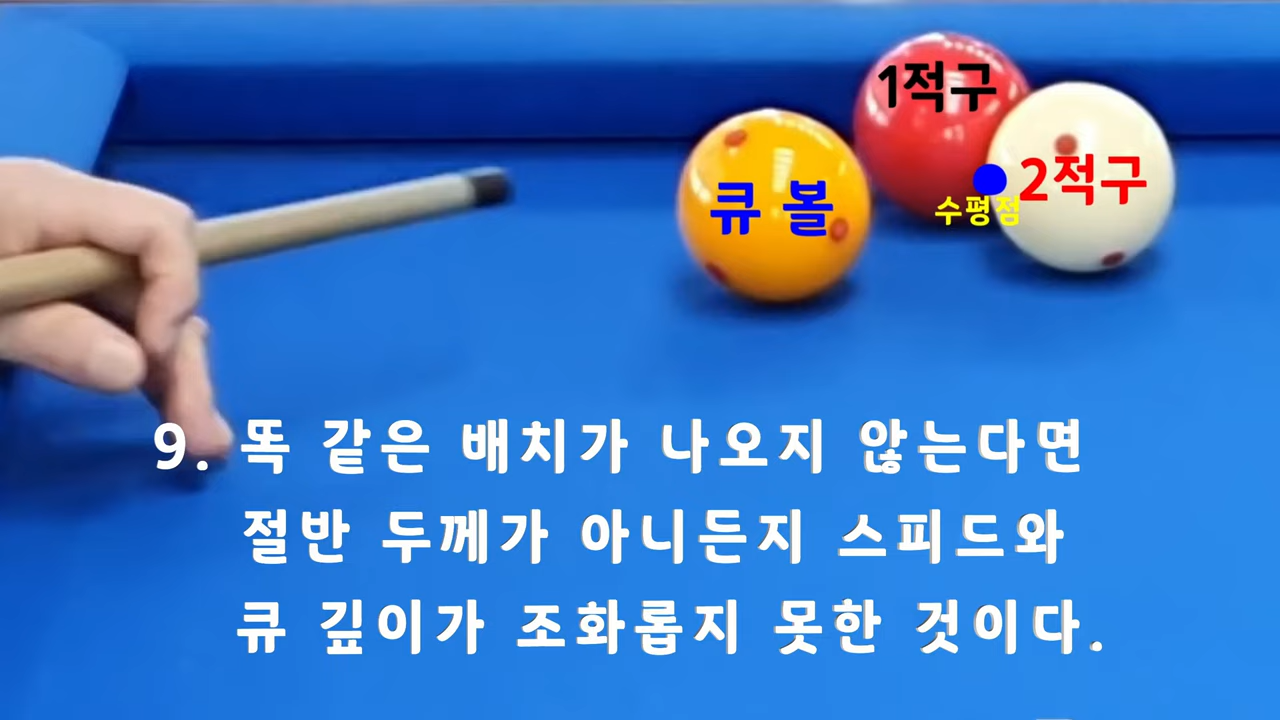 1적구
2적구
큐 볼
수평점
9. 똑 같은 배치가 나오지 않는다면
절반 두께가 아니든지 스피드와
큐 깊이가 조화롭지 못한 것이다.